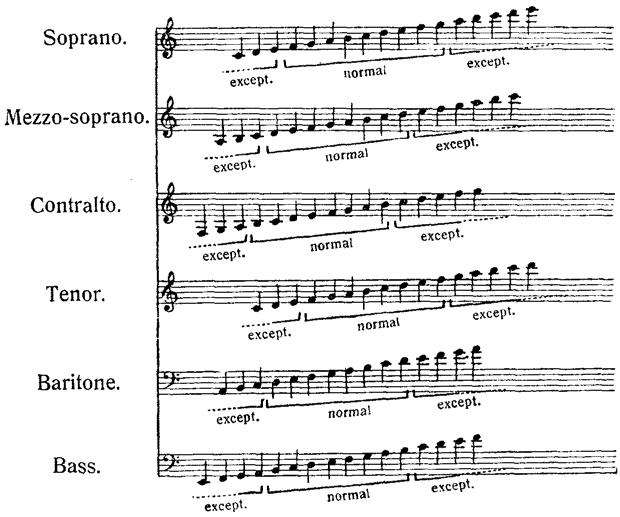 Soprano.
except. normal except.
Mezzo-soprano.
except. normal except.
Contralto.
except. normal except.
Tenor.
except. normal except.
Baritone.
except. normal except.
Bass.
except. normal except.